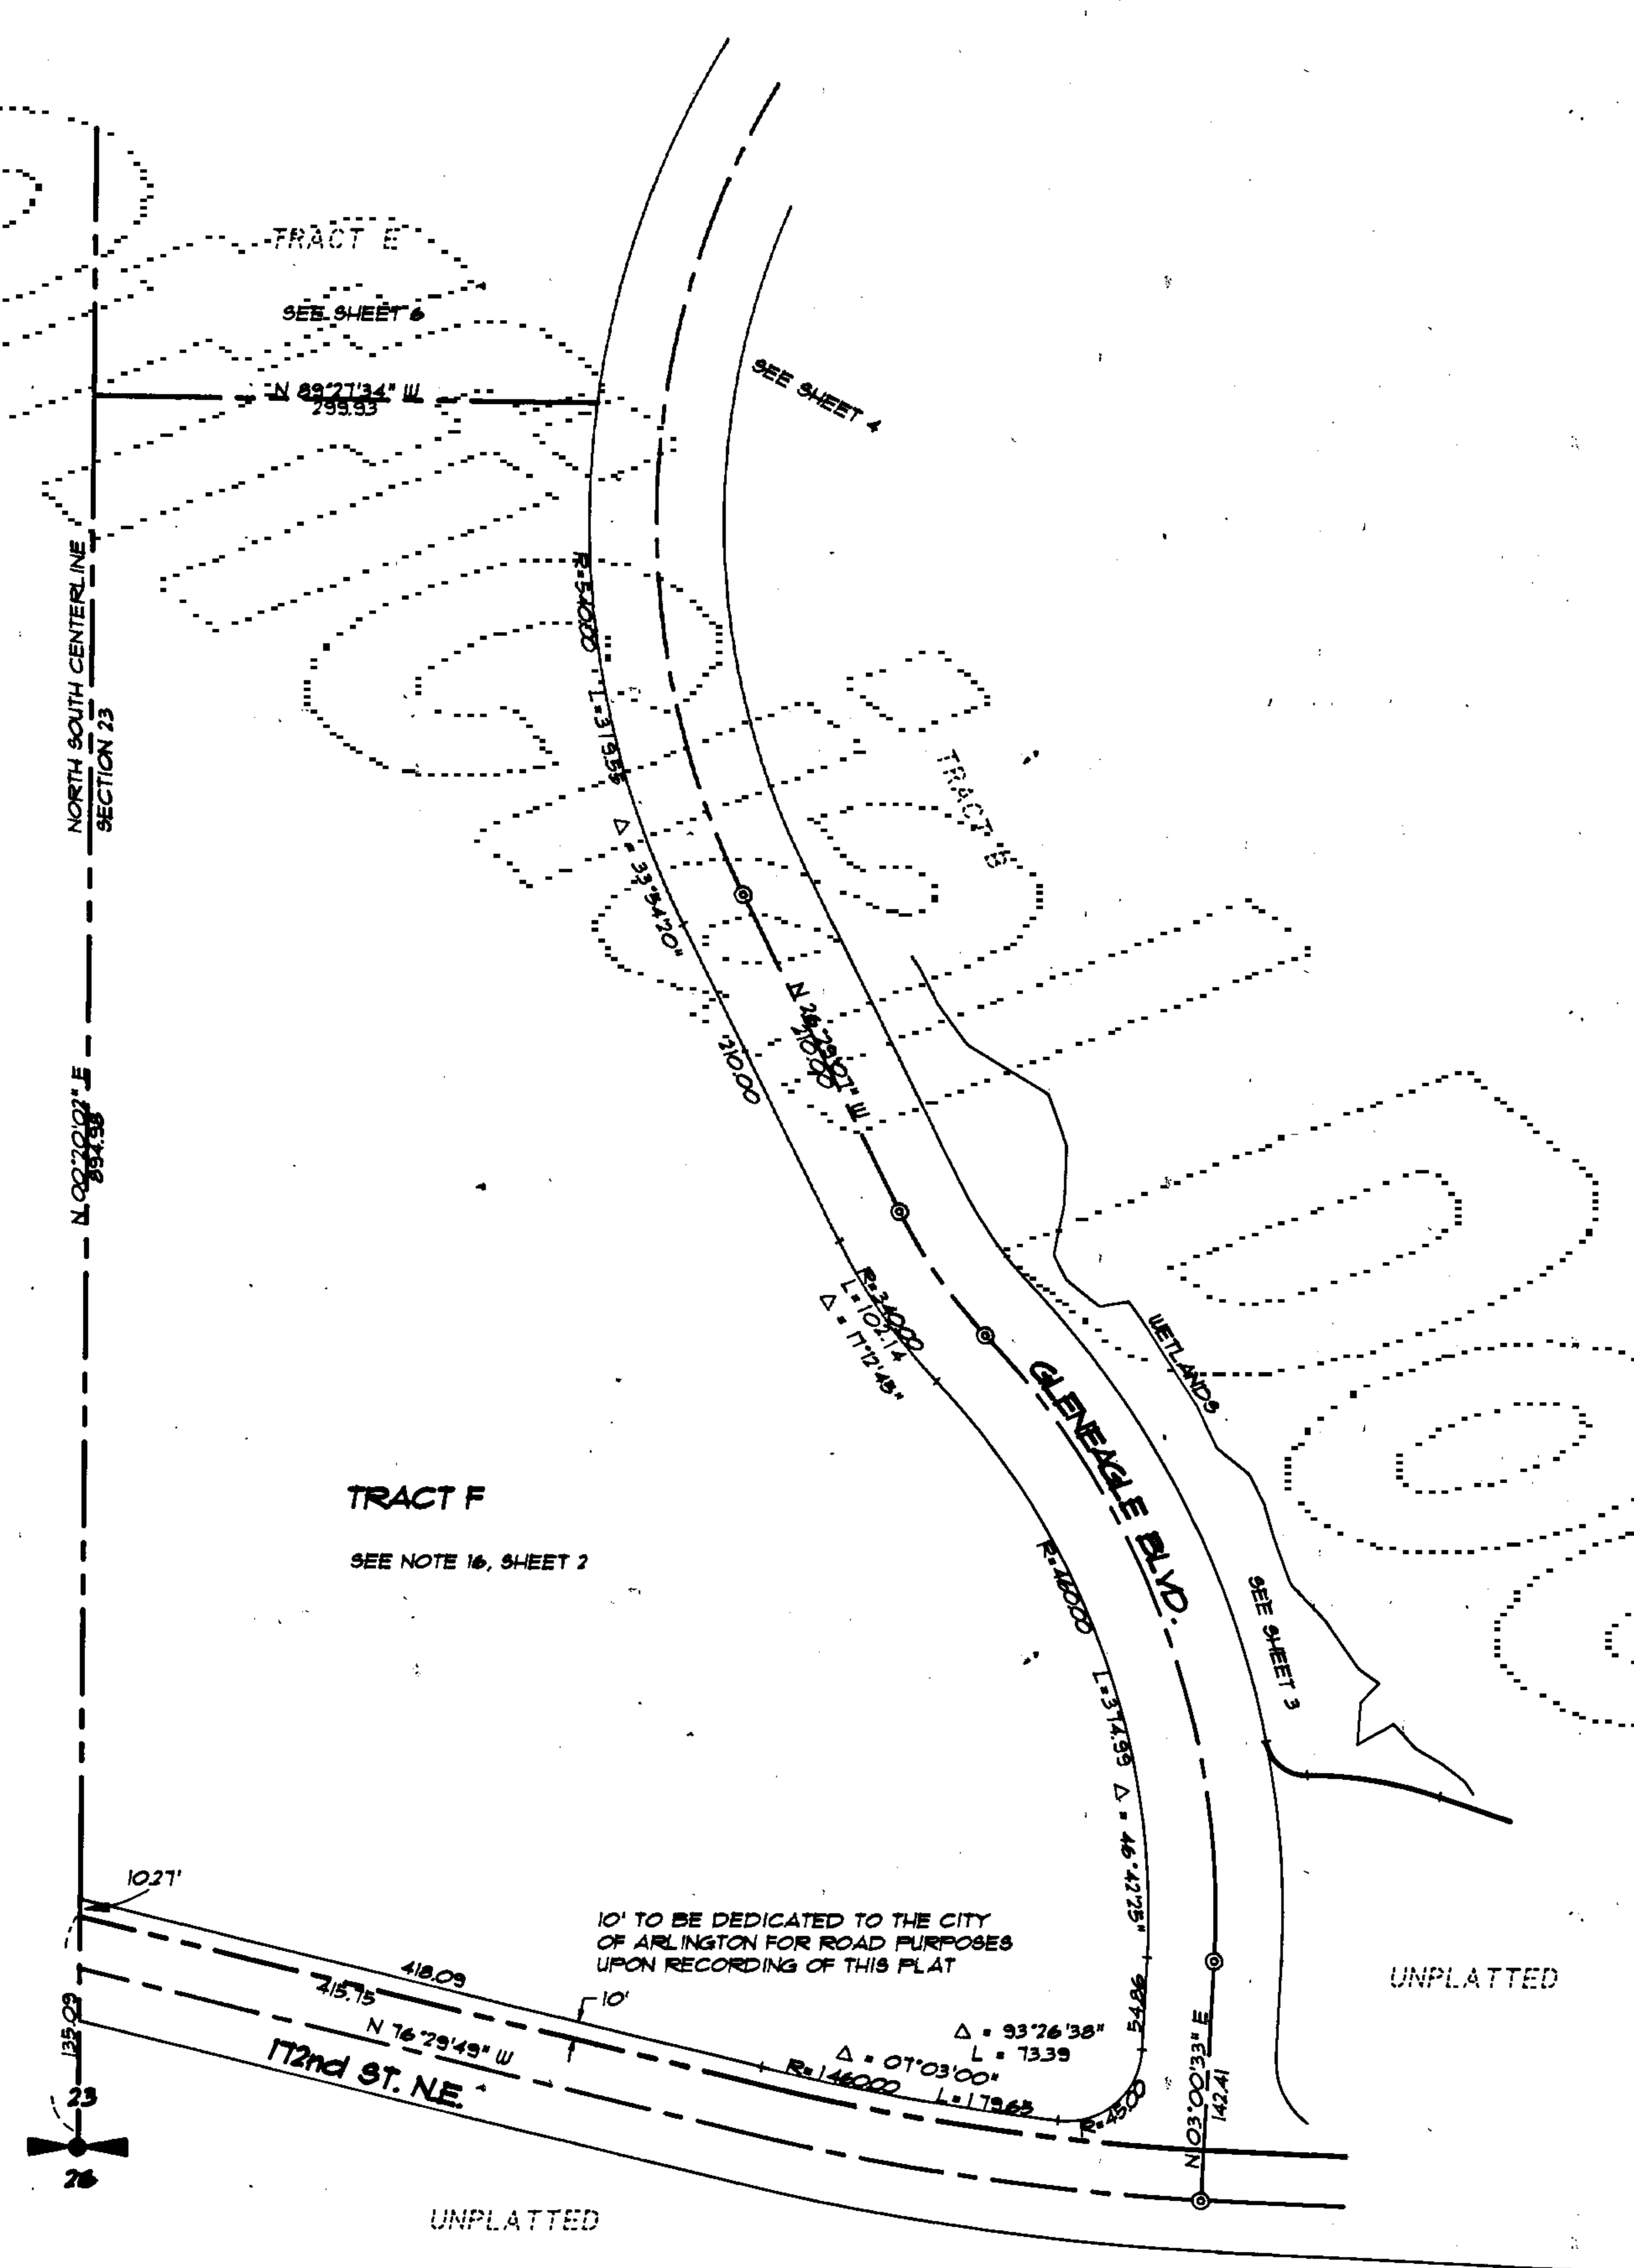 TRACT E
SEE SHEET 6
N 89°27'34" W
299.93
SEE SHEET 4
NORTH SOUTH CENTERLINE
SECTION 23
R=540.00 L=319.55 Δ = 33°54'20"
TRACT B
210.00
210.00
N 00°20'02" E
894.98
R=340.00
L=102.14
Δ = 17°12'43"
WETLANDS
GLENEAGLE BLVD.
TRACT F
SEE NOTE 16, SHEET 2
R=460.00 L=374.99 Δ = 46°42'25"
SEE SHEET 3
10.27'
10' TO BE DEDICATED TO THE CITY
OF ARLINGTON FOR ROAD PURPOSES
UPON RECORDING OF THIS PLAT
UNPLATTED
418.09
415.75
10'
N 76°29'49" W
172nd ST. N.E.
135.09
54.86
Δ = 93°26'38"
L = 73.39
R=45.00
Δ = 07°03'00"
R=1460.00 L=179.65
N 03°00'33" E
142.41
23
26
UNPLATTED